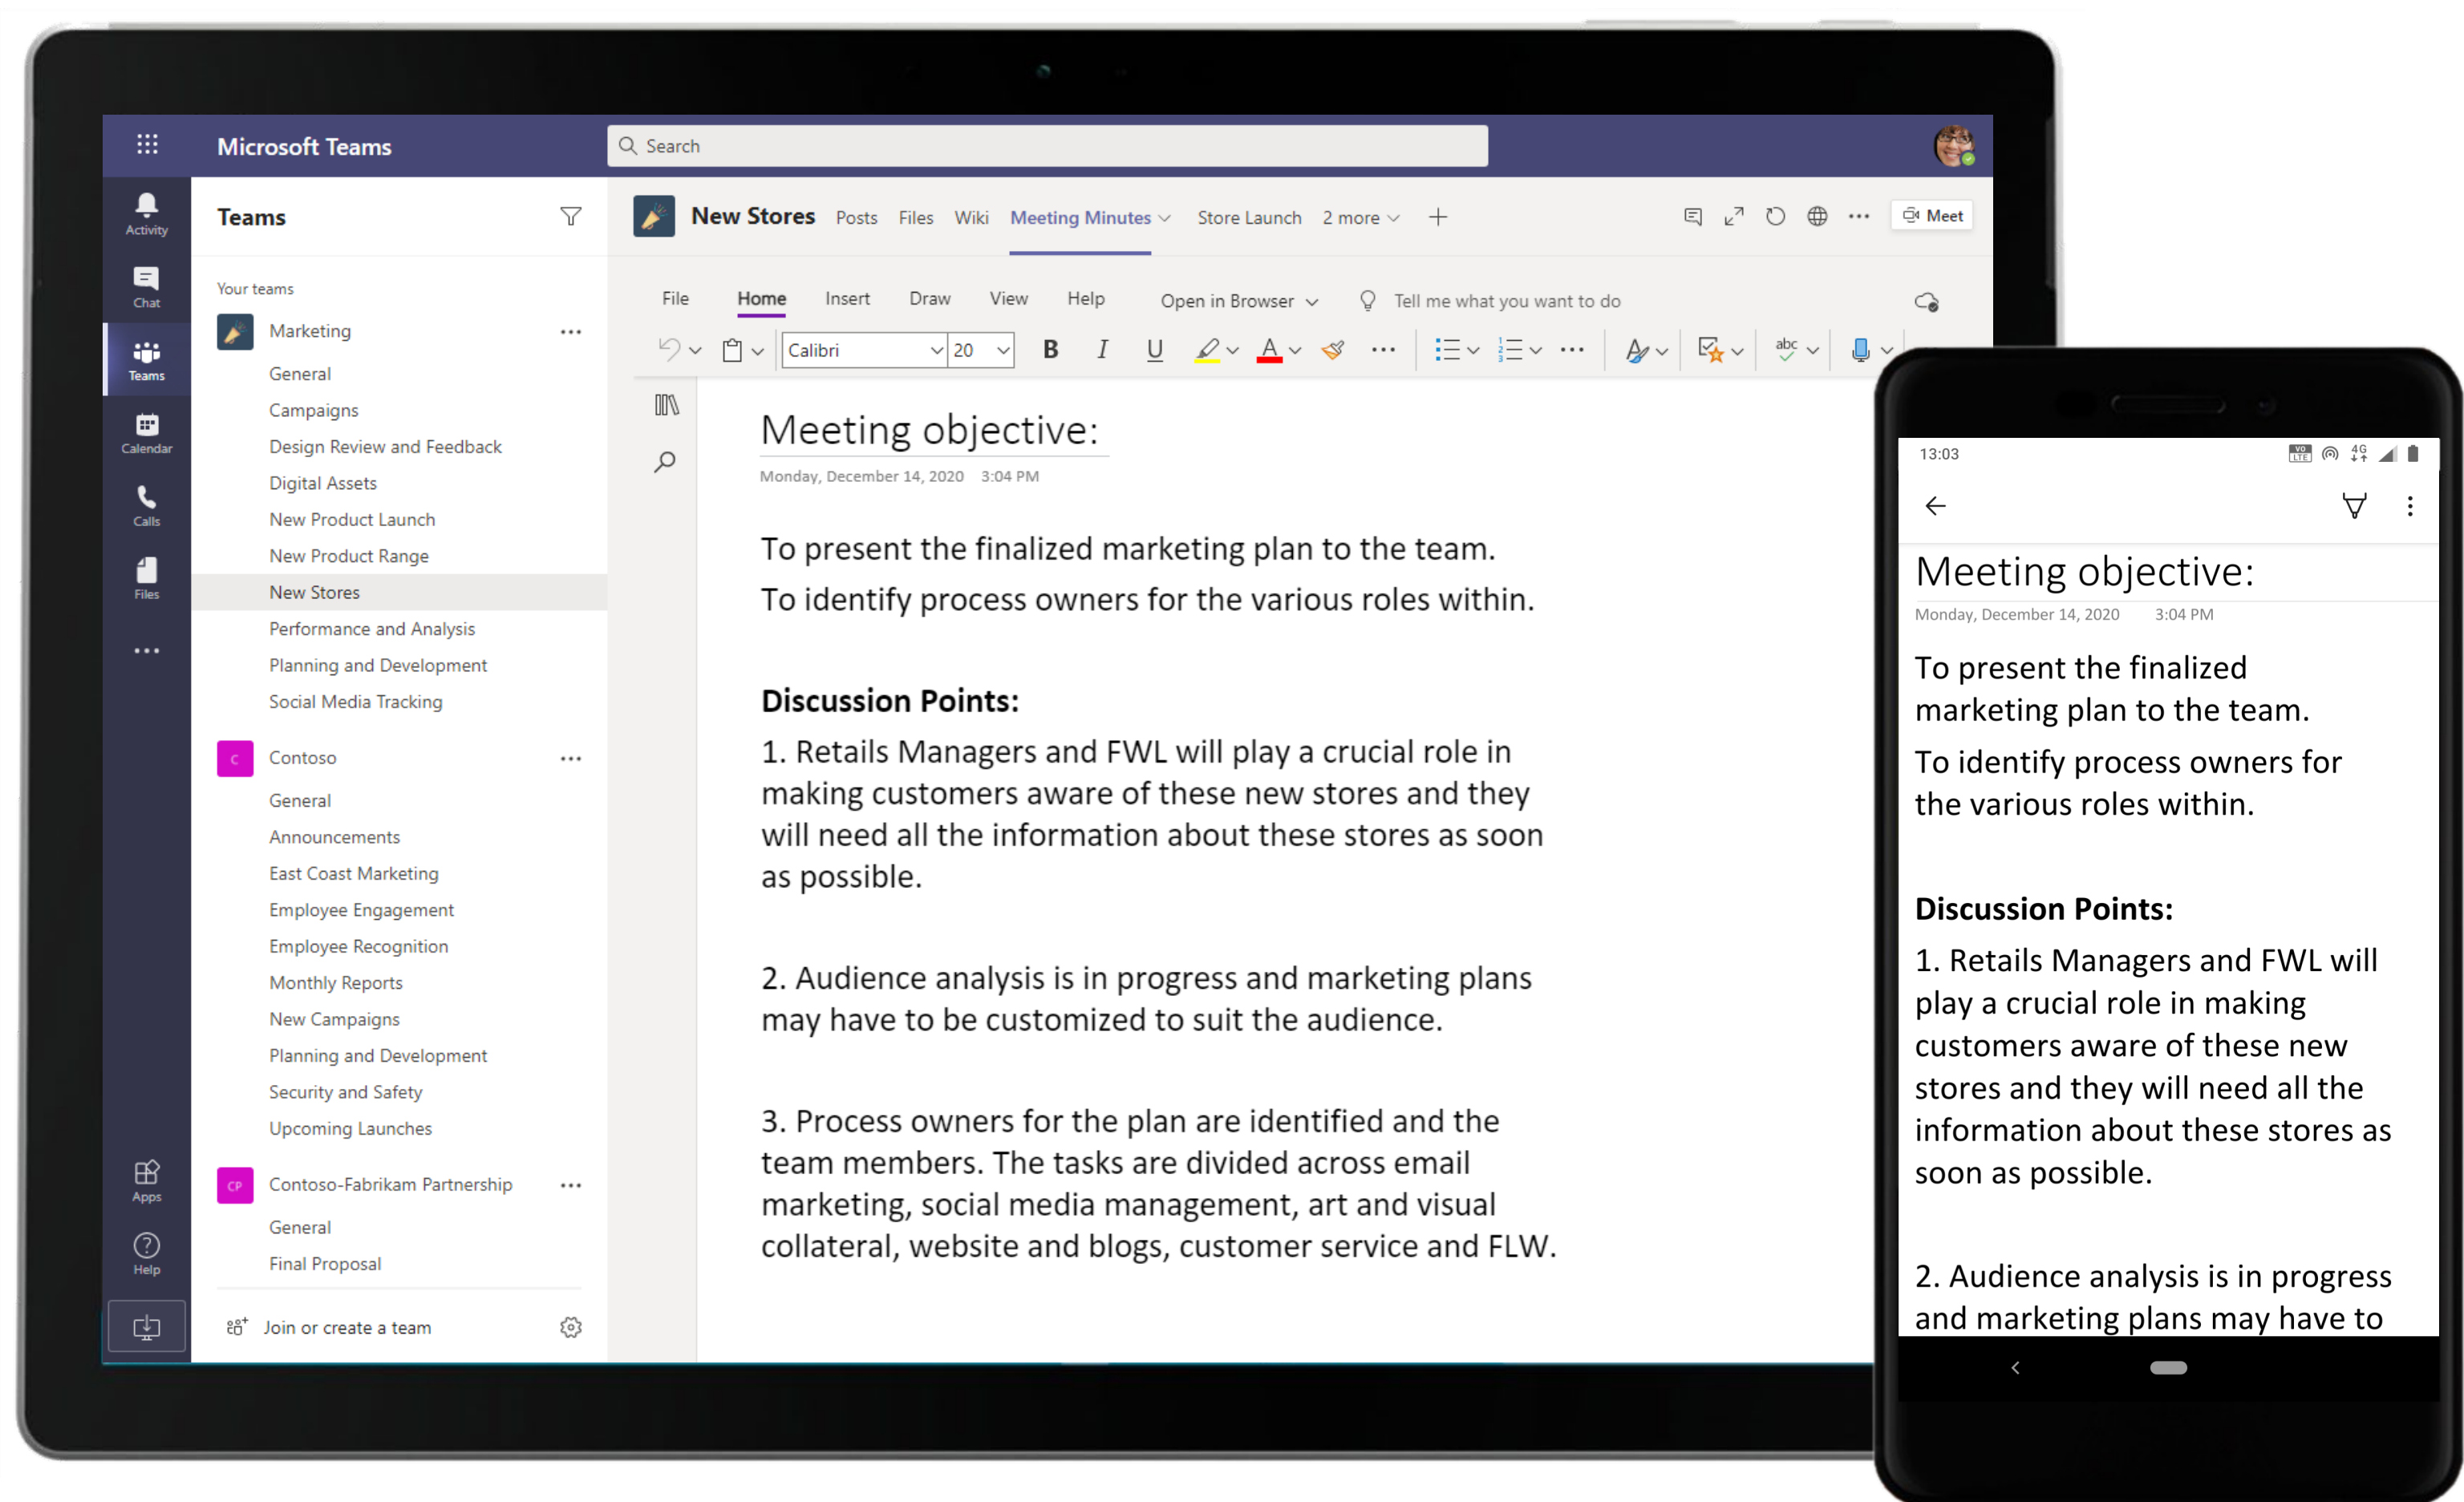 Microsoft Teams
Search
Activity
Chat
Teams
Calendar
Calls
Files
Apps
Help
Teams
Your teams
Marketing
General
Campaigns
Design Review and Feedback
Digital Assets
New Product Launch
New Product Range
New Stores
Performance and Analysis
Planning and Development
Social Media Tracking
C Contoso
General
Announcements
East Coast Marketing
Employee Engagement
Employee Recognition
Monthly Reports
New Campaigns
Planning and Development
Security and Safety
Upcoming Launches
CP Contoso-Fabrikam Partnership
General
Final Proposal
Join or create a team
New Stores Posts Files Wiki Meeting Minutes Store Launch 2 more Meet
File Home Insert Draw View Help Open in Browser Tell me what you want to do
Calibri 20 B I U A abc
Meeting objective:
Monday, December 14, 2020 3:04 PM
To present the finalized marketing plan to the team.
To identify process owners for the various roles within.
Discussion Points:
1. Retails Managers and FWL will play a crucial role in
making customers aware of these new stores and they
will need all the information about these stores as soon
as possible.
2. Audience analysis is in progress and marketing plans
may have to be customized to suit the audience.
3. Process owners for the plan are identified and the
team members. The tasks are divided across email
marketing, social media management, art and visual
collateral, website and blogs, customer service and FLW.
13:03 VO LTE 4G
Meeting objective:
Monday, December 14, 2020 3:04 PM
To present the finalized
marketing plan to the team.
To identify process owners for
the various roles within.
Discussion Points:
1. Retails Managers and FWL will
play a crucial role in making
customers aware of these new
stores and they will need all the
information about these stores as
soon as possible.
2. Audience analysis is in progress
and marketing plans may have to